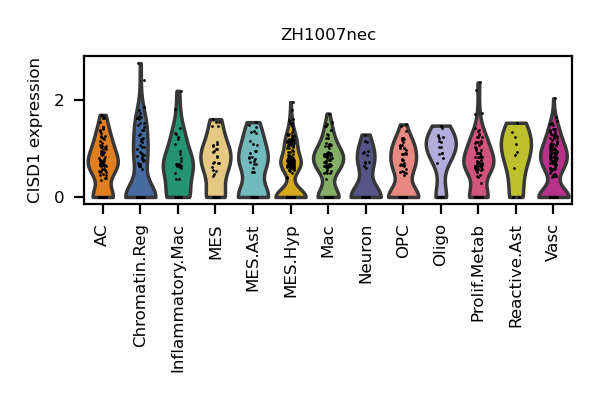 ZH1007nec
CISD1 expression
2
0
AC
Chromatin.Reg
Inflammatory.Mac
MES
MES.Ast
MES.Hyp
Mac
Neuron
OPC
Oligo
Prolif.Metab
Reactive.Ast
Vasc